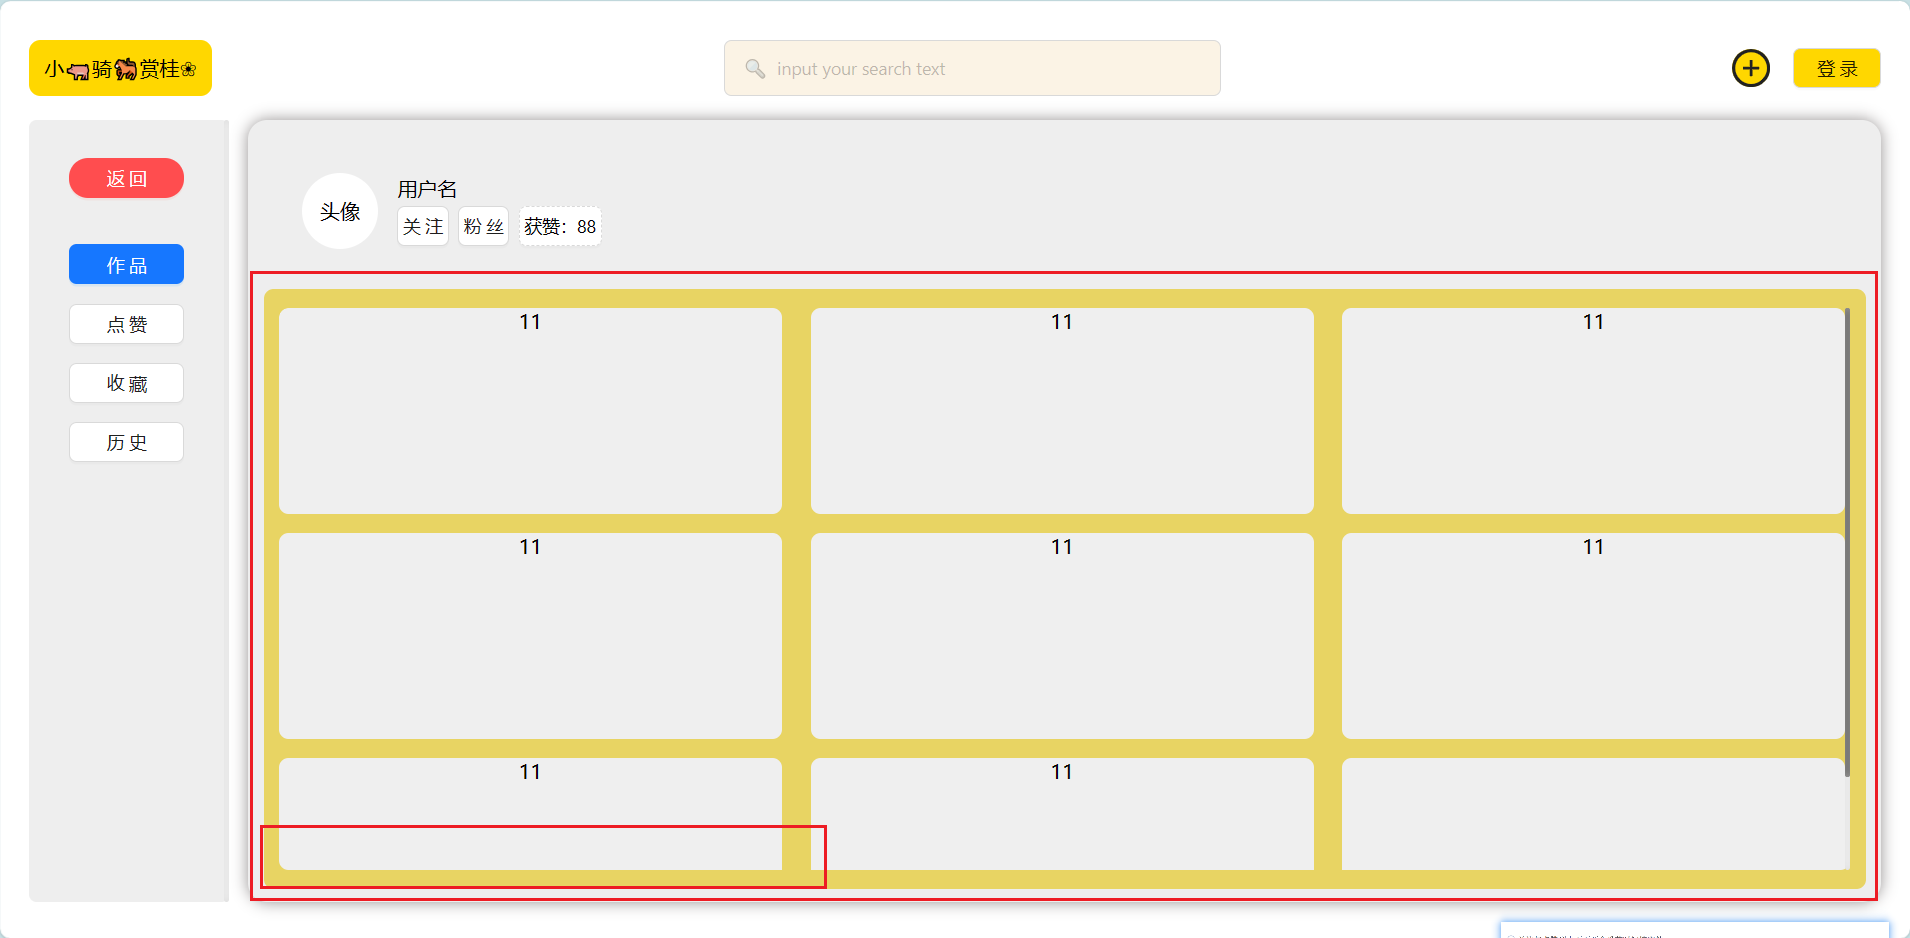 小🐖骑🐎赏桂❀
input your search text
登 录
返 回
作 品
点 赞
收 藏
历 史
头像
用户名
关 注 粉 丝 获赞：88
11 11 11
11 11 11
11 11